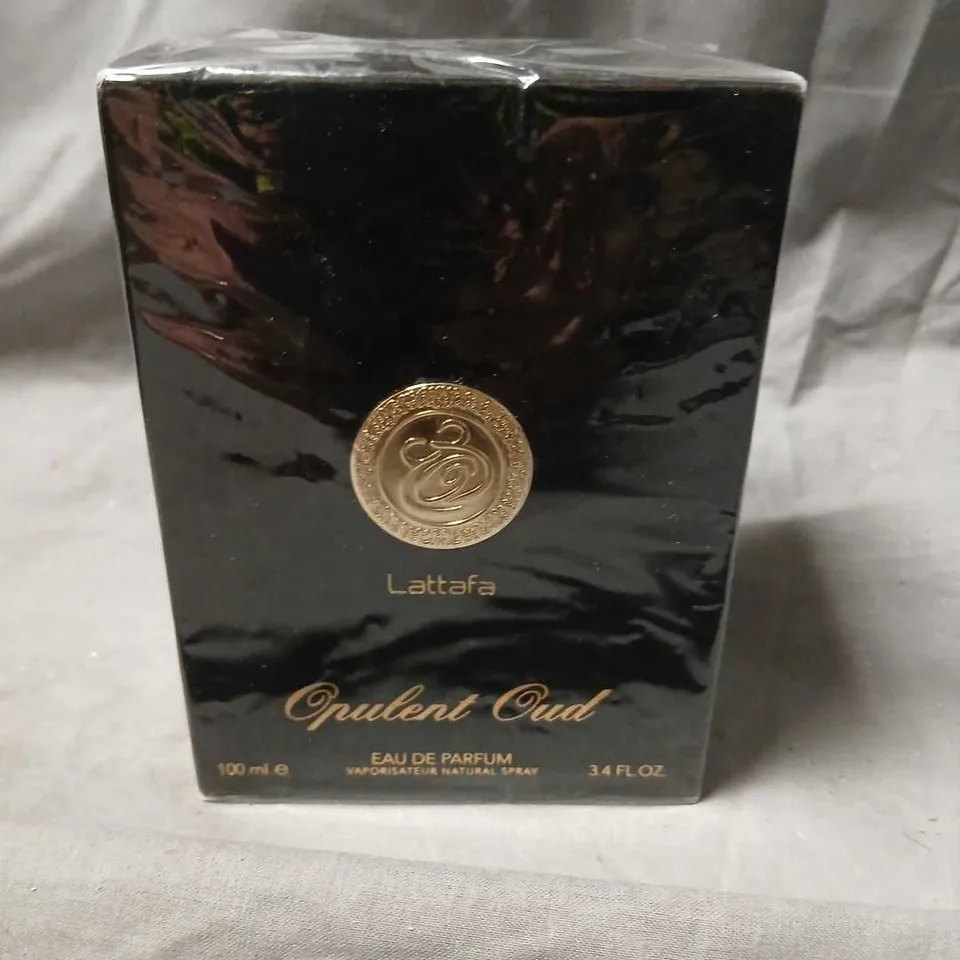 Lattafa
Opulent Oud
EAU DE PARFUM
VAPORISATEUR NATURAL SPRAY
100 ml e 3.4 FL OZ.